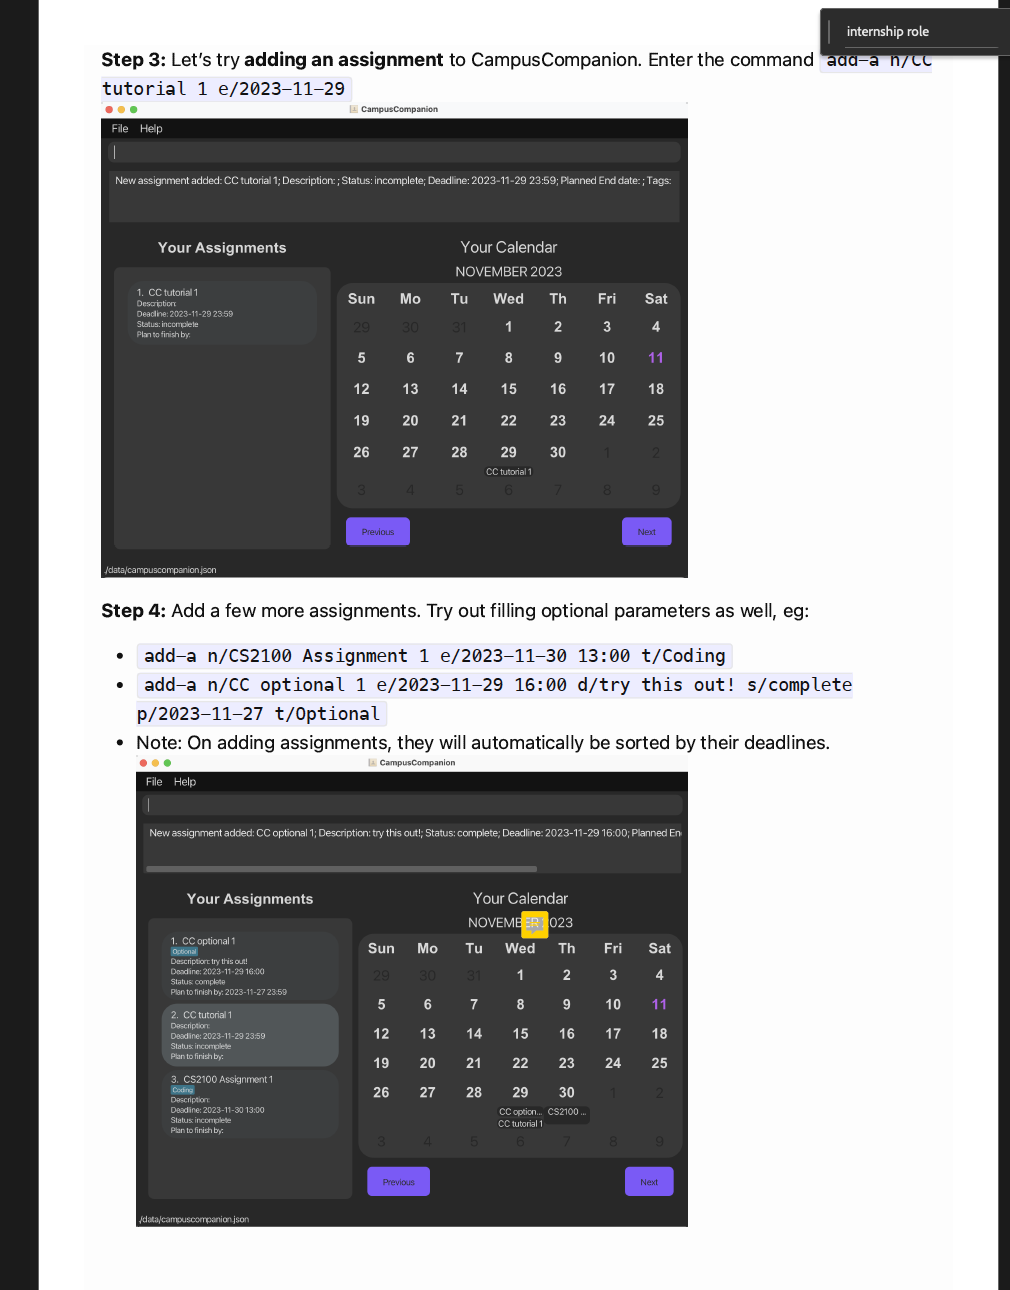 internship role
Step 3: Let's try adding an assignment to CampusCompanion. Enter the command add-a n/CC
tutorial 1 e/2023-11-29
CampusCompanion
File Help
New assignment added: CC tutorial 1; Description: ; Status: incomplete; Deadline: 2023-11-29 23:59; Planned End date: ; Tags:
Your Assignments
1. CC tutorial 1
Description:
Deadline: 2023-11-29 23:59
Status: incomplete
Plan to finish by:
Your Calendar
NOVEMBER 2023
Sun Mo Tu Wed Th Fri Sat
29 30 31 1 2 3 4
5 6 7 8 9 10 11
12 13 14 15 16 17 18
19 20 21 22 23 24 25
26 27 28 29 30 1 2
CC tutorial 1
3 4 5 6 7 8 9
Previous Next
/data/campuscompanion.json
Step 4: Add a few more assignments. Try out filling optional parameters as well, eg:
• add-a n/CS2100 Assignment 1 e/2023-11-30 13:00 t/Coding
• add-a n/CC optional 1 e/2023-11-29 16:00 d/try this out! s/complete
p/2023-11-27 t/Optional
• Note: On adding assignments, they will automatically be sorted by their deadlines.
CampusCompanion
File Help
New assignment added: CC optional 1; Description: try this out!; Status: complete; Deadline: 2023-11-29 16:00; Planned En
Your Assignments
1. CC optional 1
Optional
Description: try this out!
Deadline: 2023-11-29 16:00
Status: complete
Plan to finish by: 2023-11-27 23:59
2. CC tutorial 1
Description:
Deadline: 2023-11-29 23:59
Status: incomplete
Plan to finish by:
3. CS2100 Assignment 1
Coding
Description:
Deadline: 2023-11-30 13:00
Status: incomplete
Plan to finish by:
Your Calendar
NOVEMBER 2023
Sun Mo Tu Wed Th Fri Sat
29 30 31 1 2 3 4
5 6 7 8 9 10 11
12 13 14 15 16 17 18
19 20 21 22 23 24 25
26 27 28 29 30 1 2
CC option... CS2100 ...
CC tutorial 1
3 4 5 6 7 8 9
Previous Next
/data/campuscompanion.json